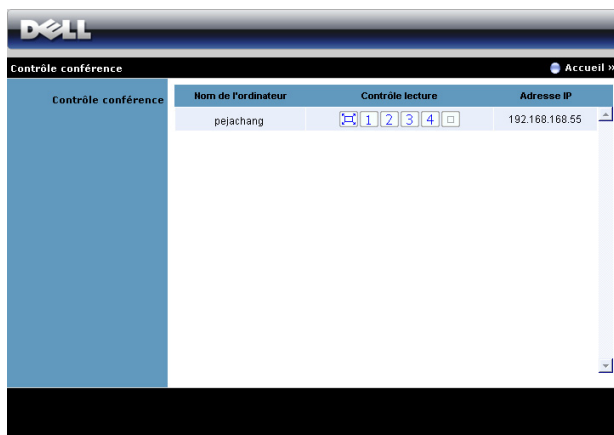 DELL
Contrôle conférence
Accueil »
Contrôle conférence
Nom de l'ordinateur Contrôle lecture Adresse IP
pejachang 1 2 3 4 192.168.168.55